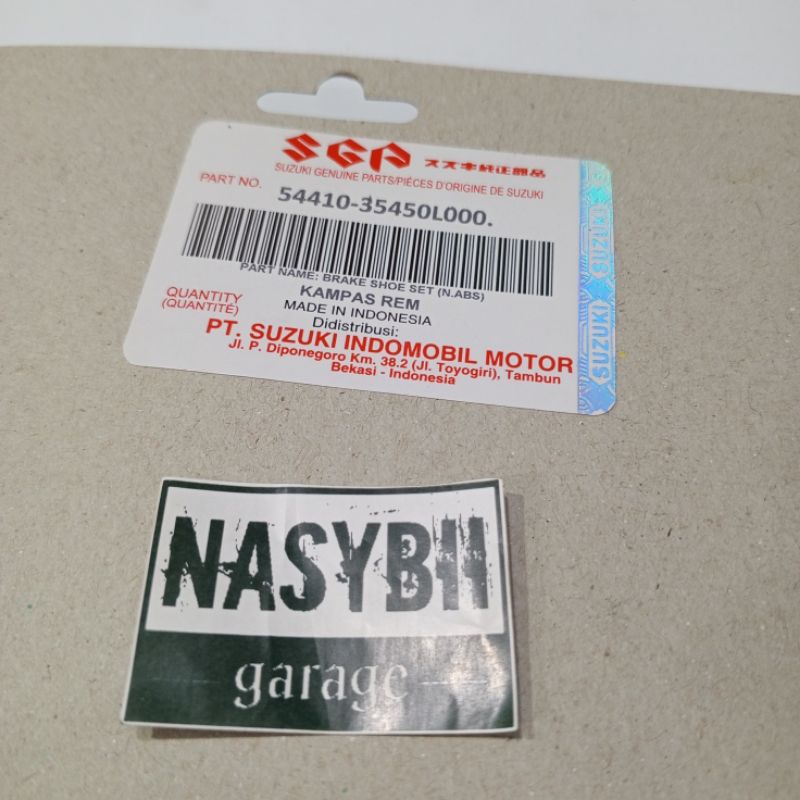 SGP スズキ純正部品
SUZUKI GENUINE PARTS/PIÉCES D'ORIGINE DE SUZUKI
PART NO.
54410-35450L000.
PART NAME: BRAKE SHOE SET (N.ABS)
KAMPAS REM
QUANTITY
(QUANTITÉ)
MADE IN INDONESIA
Didistribusi:
PT. SUZUKI INDOMOBIL MOTOR
Jl. P. Diponegoro Km. 38.2 (Jl. Toyogiri), Tambun
Bekasi - Indonesia
SUZUKI
SUZUKI
NASYBII
garage